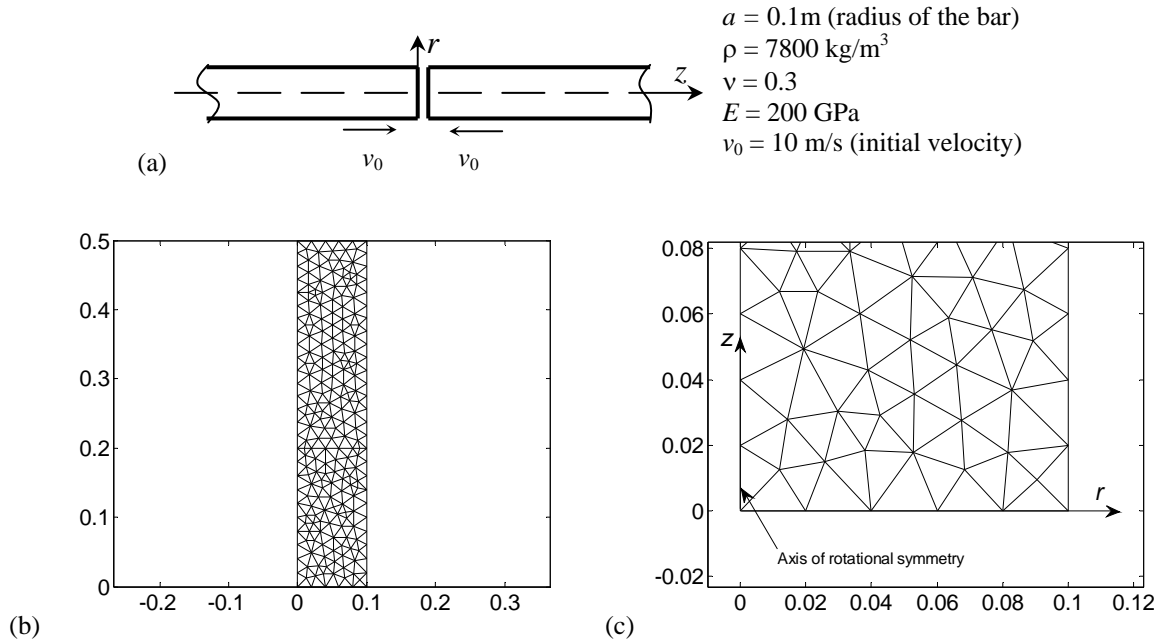 a = 0.1m (radius of the bar)
ρ = 7800 kg/m³
ν = 0.3
E = 200 GPa
v₀ = 10 m/s (initial velocity)
r
z
v₀ v₀
(a)
0.5
0.4
0.3
0.2
0.1
0
-0.2 -0.1 0 0.1 0.2 0.3
(b)
0.08
0.06
0.04
0.02
0
-0.02
z
r
Axis of rotational symmetry
0 0.02 0.04 0.06 0.08 0.1 0.12
(c)